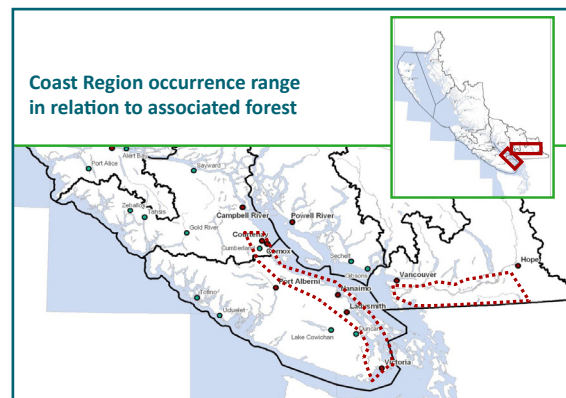 Coast Region occurrence range
in relation to associated forest
Alert Bay
Port Alice
Sayward
Zeballos
Tahsis
Gold River
Campbell River
Powell River
Courtenay
Cumberland
Comox
Sechelt
Gibsons
Vancouver
Hope
Port Alberni
Nanaimo
Tofino
Ucluelet
Ladysmith
Lake Cowichan
Duncan
Victoria